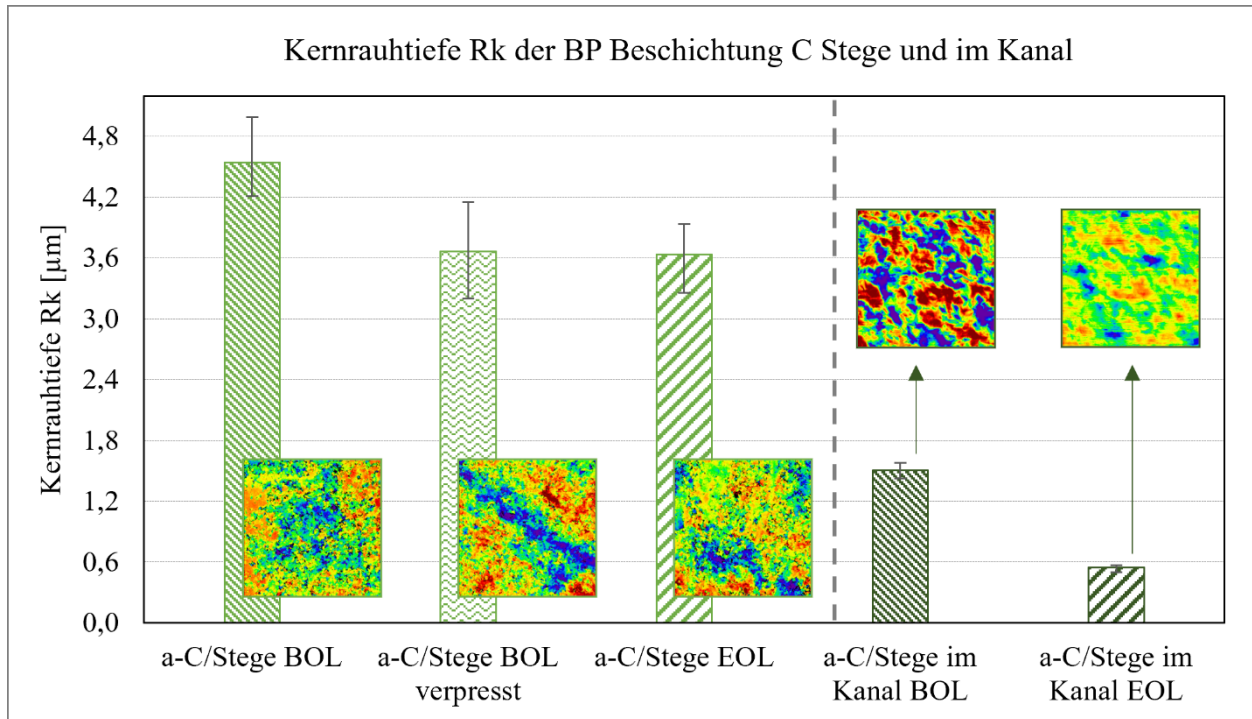 Kernrauhtiefe Rk der BP Beschichtung C Stege und im Kanal
Kernrauhtiefe Rk [µm]
4,8
4,2
3,6
3,0
2,4
1,8
1,2
0,6
0,0
a-C/Stege BOL
a-C/Stege BOL
verpresst
a-C/Stege EOL
a-C/Stege im
Kanal BOL
a-C/Stege im
Kanal EOL